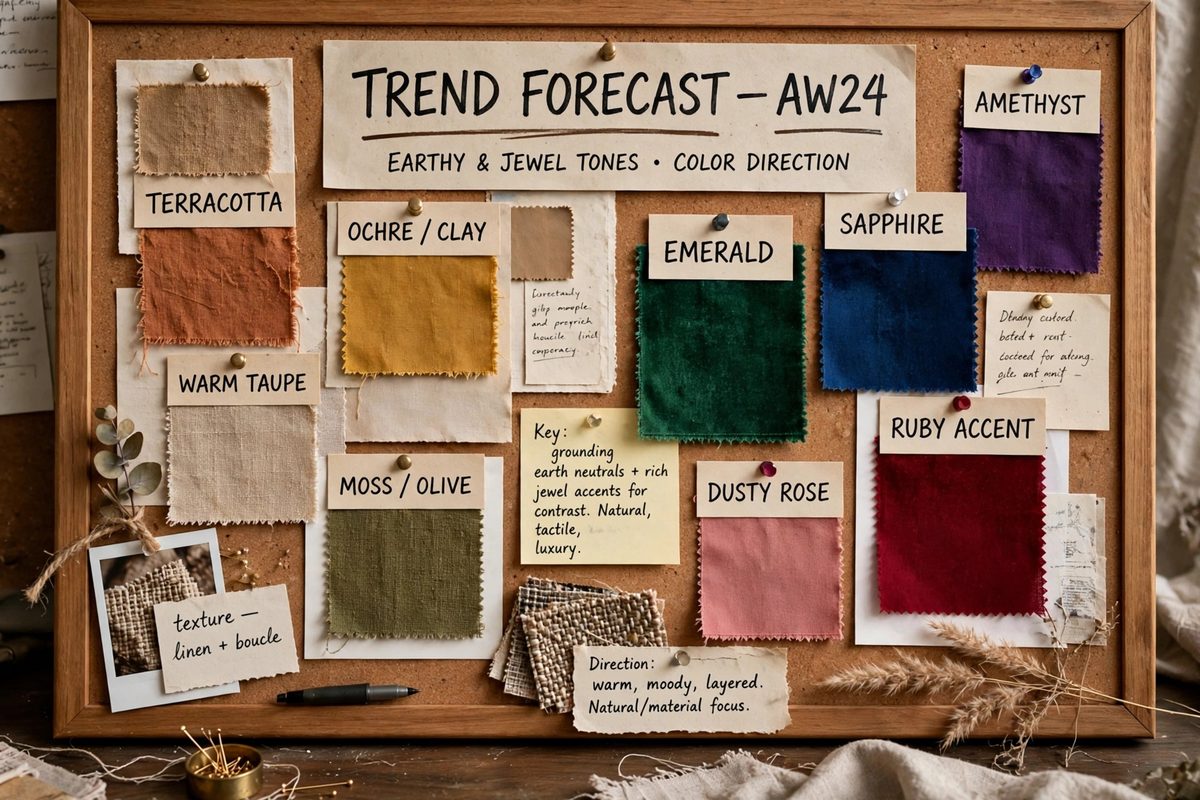 TREND FORECAST – AW24
EARTHY & JEWEL TONES • COLOR DIRECTION
AMETHYST
TERRACOTTA
OCHRE / CLAY
EMERALD
SAPPHIRE
WARM TAUPE
RUBY ACCENT
MOSS / OLIVE
Key:
grounding
earth neutrals + rich
jewel accents for
contrast. Natural,
tactile,
luxury.
DUSTY ROSE
texture —
linen + boucle
Direction:
warm, moody, layered.
Natural/material focus.